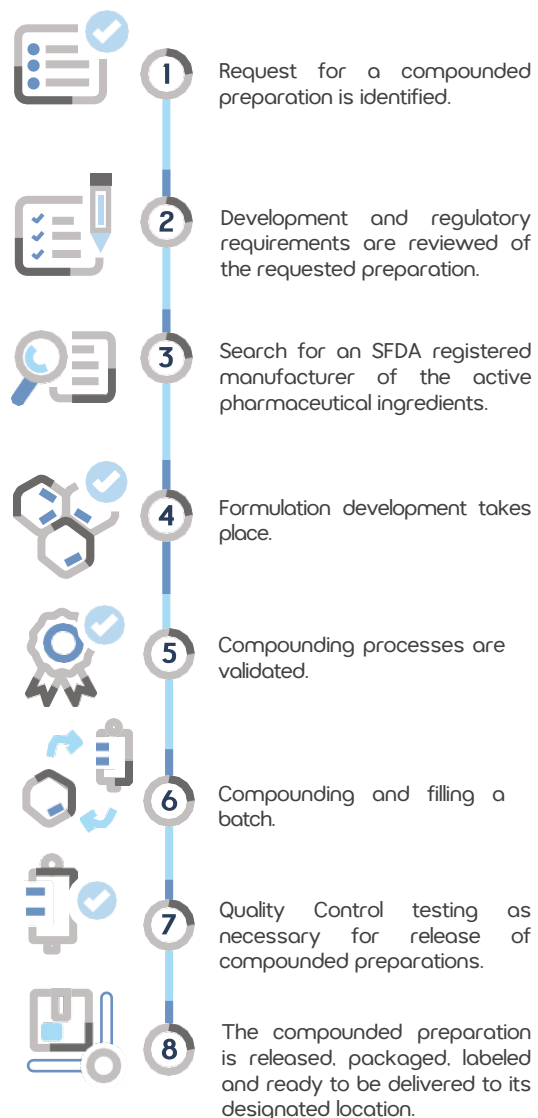 1
Request for a compounded
preparation is identified.
2
Development and regulatory
requirements are reviewed of
the requested preparation.
3
Search for an SFDA registered
manufacturer of the active
pharmaceutical ingredients.
4
Formulation development takes
place.
5
Compounding processes are
validated.
6
Compounding and filling a
batch.
7
Quality Control testing as
necessary for release of
compounded preparations.
8
The compounded preparation
is released, packaged, labeled
and ready to be delivered to its
designated location.